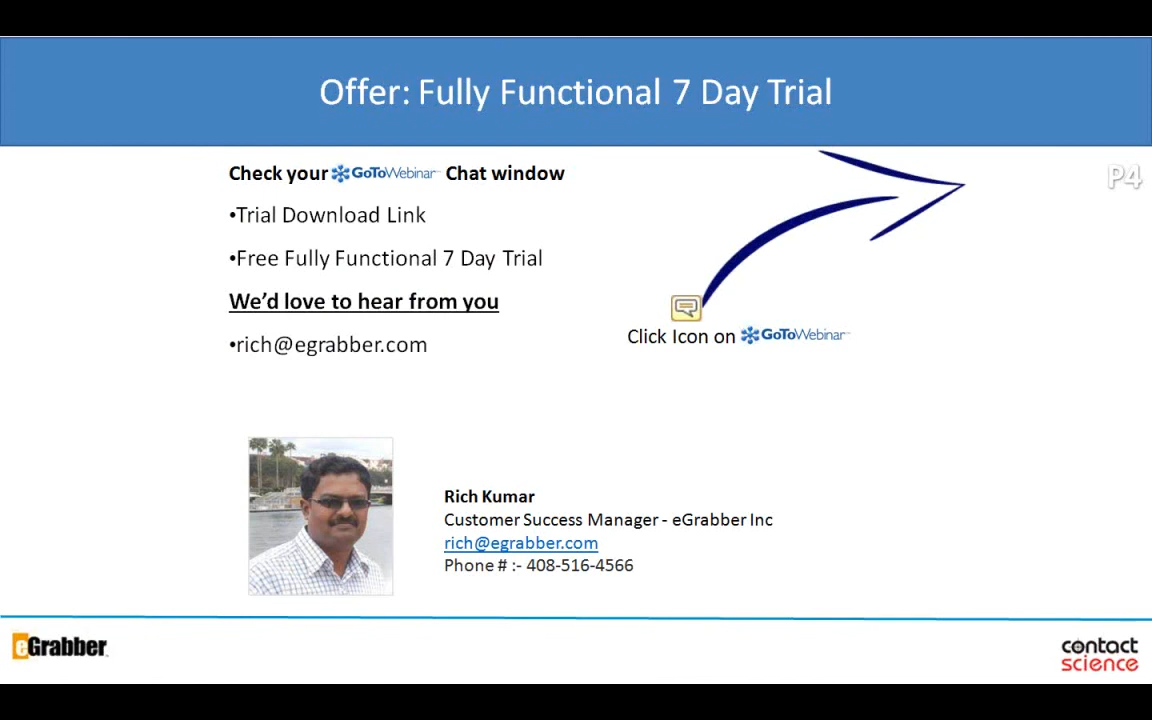 Offer: Fully Functional 7 Day Trial
Check your GoToWebinar Chat window
P4
•Trial Download Link
•Free Fully Functional 7 Day Trial
We'd love to hear from you
•rich@egrabber.com
Click Icon on GoToWebinar
Rich Kumar
Customer Success Manager - eGrabber Inc
rich@egrabber.com
Phone # :- 408-516-4566
eGrabber
contact
science